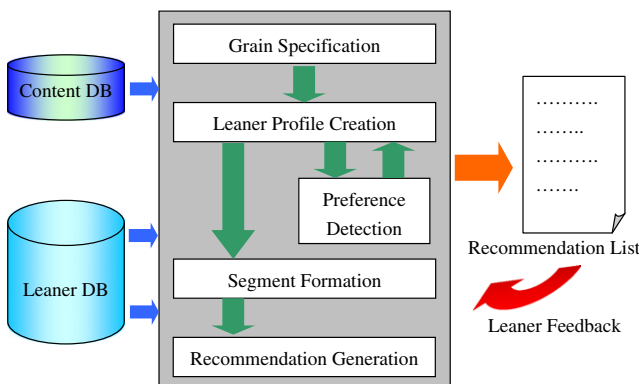 Grain Specification
Content DB
Leaner Profile Creation
……….
……..
……….
…….
Preference
Detection
Recommendation List
Leaner DB
Segment Formation
Leaner Feedback
Recommendation Generation